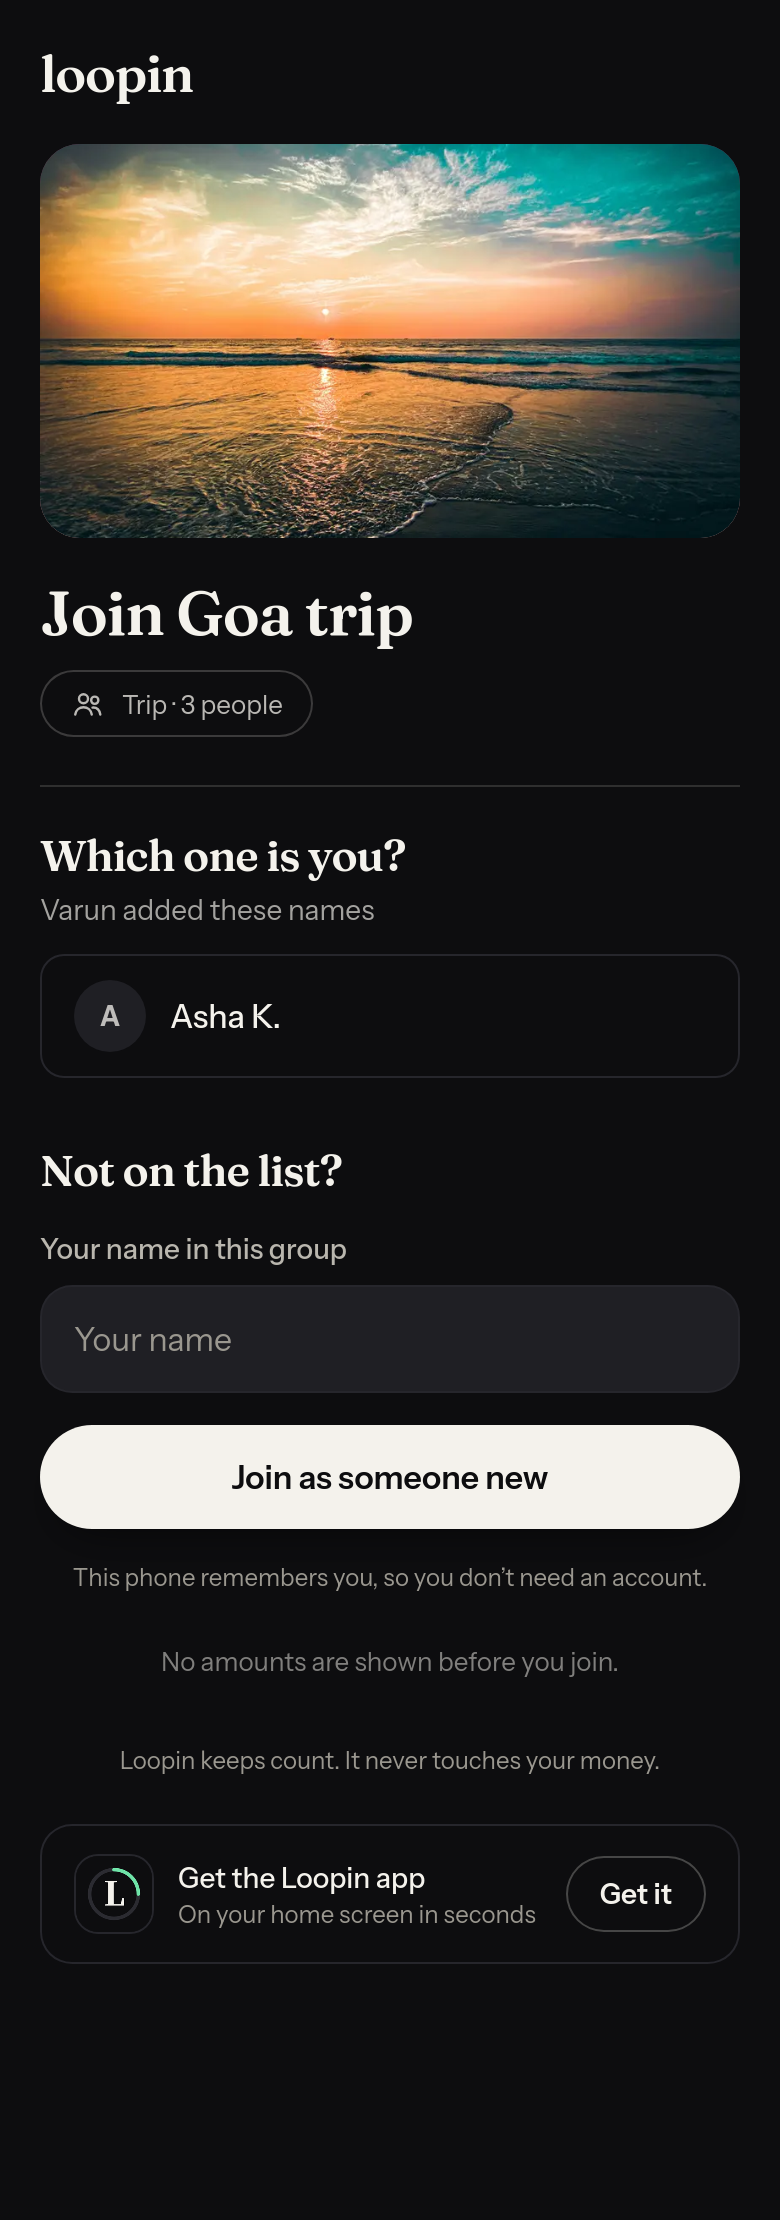 loopin
Join Goa trip
Trip · 3 people
Which one is you?
Varun added these names
A
Asha K.
Not on the list?
Your name in this group
Your name
Join as someone new
This phone remembers you, so you don’t need an account.
No amounts are shown before you join.
Loopin keeps count. It never touches your money.
L
Get the Loopin app
On your home screen in seconds
Get it